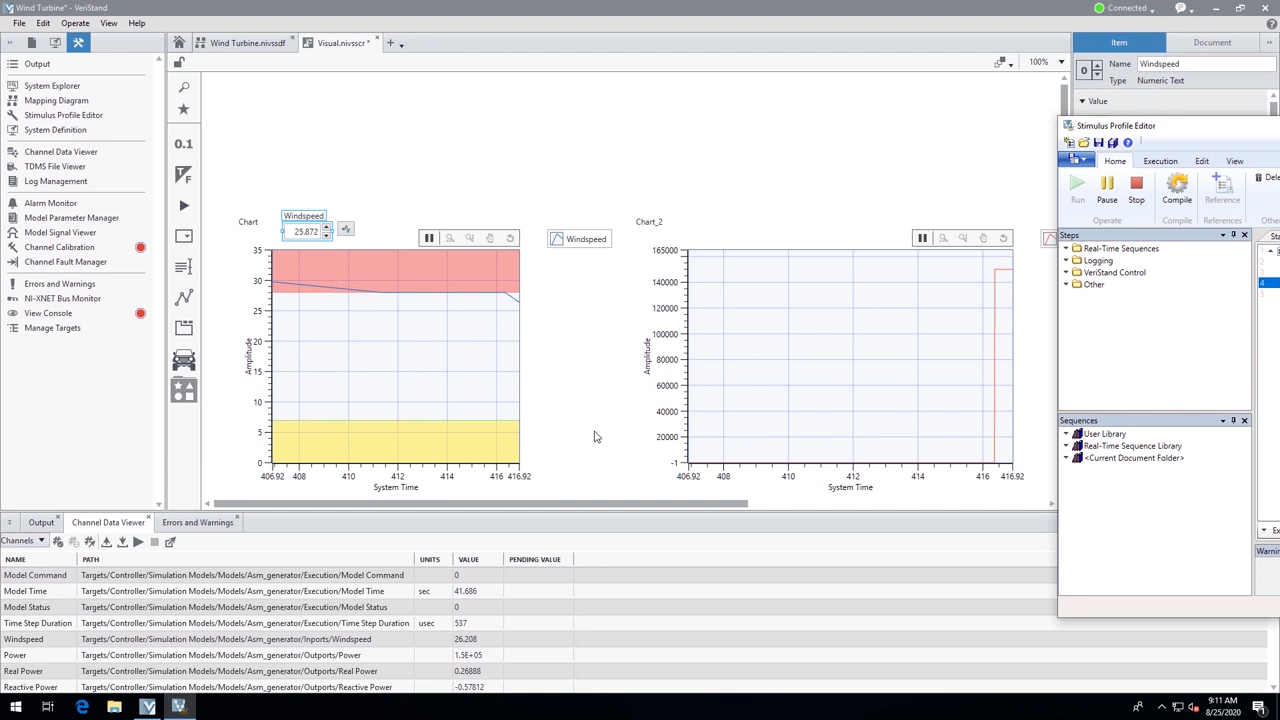 Wind Turbine* - VeriStand
Connected
File Edit Operate View Help
Output
System Explorer
Mapping Diagram
Stimulus Profile Editor
System Definition
Channel Data Viewer
TDMS File Viewer
Log Management
Alarm Monitor
Model Parameter Manager
Model Signal Viewer
Channel Calibration
Channel Fault Manager
Errors and Warnings
NI-XNET Bus Monitor
View Console
Manage Targets
Wind Turbine.nivssdf
Visual.nivsscr *
100%
0.1
Chart
Windspeed
25.872
Windspeed
35
30
25
20
15
10
5
0
Amplitude
406.92 408 410 412 414 416.92
System Time
Chart_2
165000
140000
120000
100000
80000
60000
40000
20000
-1
Amplitude
406.92 408 410 412 414 416 416.92
System Time
Item Document
0
Name Windspeed
Type Numeric Text
Value
Stimulus Profile Editor
Home Execution Edit View
Run Pause Stop Compile Reference
Dele
Operate Compile References
Steps
Real-Time Sequences
Logging
VeriStand Control
Other
Sta
1
2
3
4
5
Sequences
User Library
Real-Time Sequence Library
<Current Document Folder>
Ex
Warnin
Output
Channel Data Viewer
Errors and Warnings
Channels
NAME PATH UNITS VALUE PENDING VALUE
Model Command Targets/Controller/Simulation Models/Models/Asm_generator/Execution/Model Command 0
Model Time Targets/Controller/Simulation Models/Models/Asm_generator/Execution/Model Time sec 41.686
Model Status Targets/Controller/Simulation Models/Models/Asm_generator/Execution/Model Status 0
Time Step Duration Targets/Controller/Simulation Models/Models/Asm_generator/Execution/Time Step Duration usec 537
Windspeed Targets/Controller/Simulation Models/Models/Asm_generator/Inports/Windspeed 26.208
Power Targets/Controller/Simulation Models/Models/Asm_generator/Outports/Power 1.5E+05
Real Power Targets/Controller/Simulation Models/Models/Asm_generator/Outports/Real Power 0.26888
Reactive Power Targets/Controller/Simulation Models/Models/Asm_generator/Outports/Reactive Power -0.57812
9:11 AM
8/25/2020